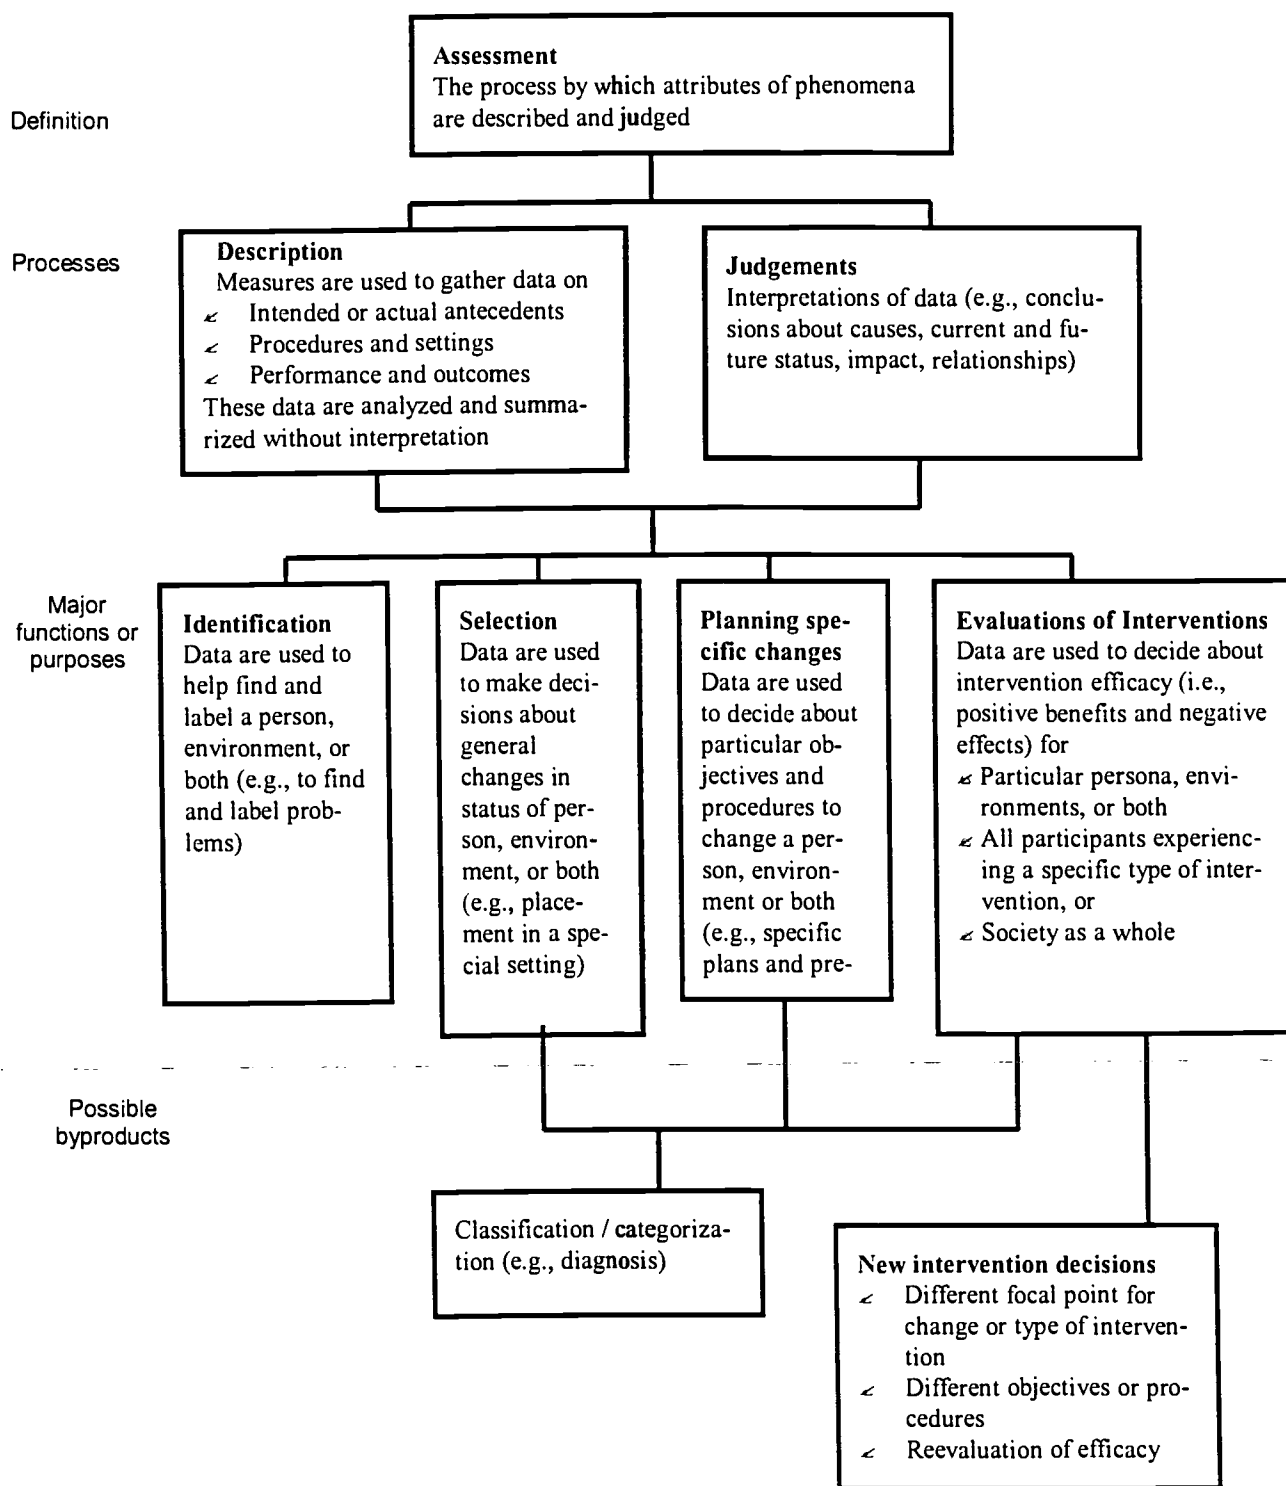 Assessment
The process by which attributes of phenomena
are described and judged
Definition
Processes
Description
Measures are used to gather data on
Intended or actual antecedents
Procedures and settings
Performance and outcomes
These data are analyzed and summa-
rized without interpretation
Judgements
Interpretations of data (e.g., conclu-
sions about causes, current and fu-
ture status, impact, relationships)
Major
functions or
purposes
Identification
Data are used to
help find and
label a person,
environment, or
both (e.g., to find
and label prob-
lems)
Selection
Data are used
to make deci-
sions about
general
changes in
status of per-
son, environ-
ment, or both
(e.g., place-
ment in a spe-
cial setting)
Planning spe-
cific changes
Data are used
to decide about
particular ob-
jectives and
procedures to
change a per-
son, environ-
ment or both
(e.g., specific
plans and pre-
Evaluations of Interventions
Data are used to decide about
intervention efficacy (i.e.,
positive benefits and negative
effects) for
Particular persona, envi-
ronments, or both
All participants experienc-
ing a specific type of inter-
vention, or
Society as a whole
Possible
byproducts
Classification / categoriza-
tion (e.g., diagnosis)
New intervention decisions
Different focal point for
change or type of interven-
tion
Different objectives or pro-
cedures
Reevaluation of efficacy